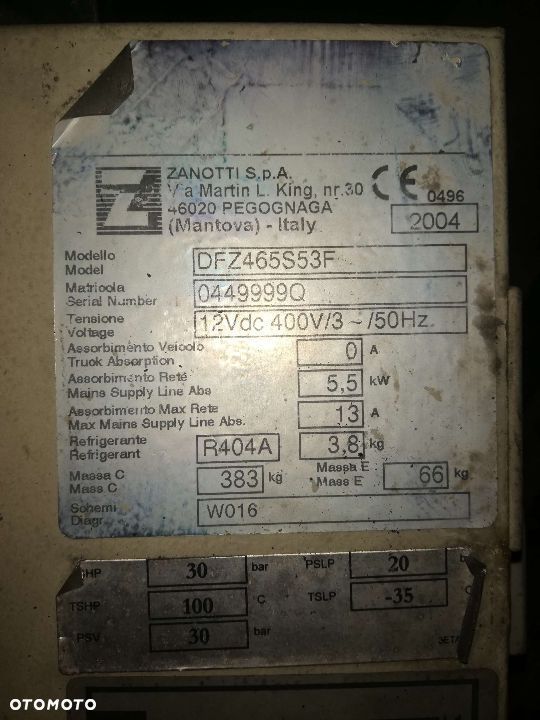 ZANOTTI S.p.A.
Via Martin L. King, nr.30
46020 PEGOGNAGA
(Mantova) - Italy
CE 0496
2004
Modello
Model
DFZ465S53F
Matricola
Serial Number
0449999Q
Tensione
Voltage
12Vdc 400V/3 ~/50Hz
Assorbimento Veicolo
Truck Absorption
0 A
Assorbimento Rete
Mains Supply Line Abs
5,5 kW
Assorbimento Max Rete
Max Mains Supply Line Abs.
13 A
Refrigerante
Refrigerant
R404A
3,8 kg
Massa C
Mass C
383 kg
Massa E
Mass E
66 kg
Schemi
Diagr.
W016
SHP 30 bar PSLP 20
TSHP 100 C TSLP -35
PSV 30 bar
OTOMOTO